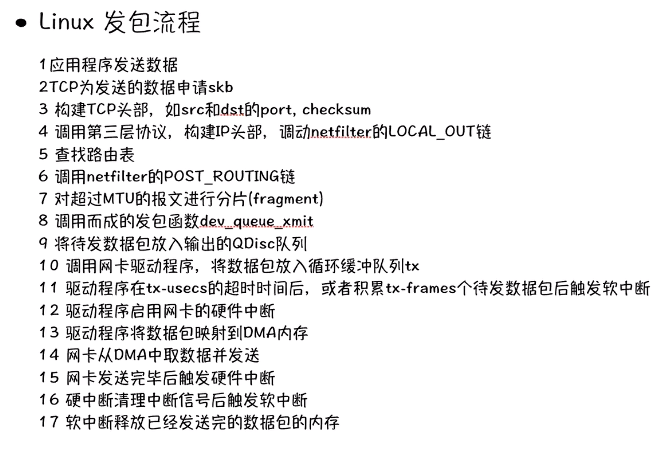 • Linux 发包流程
1应用程序发送数据
2TCP为发送的数据申请skb
3 构建TCP头部，如src和dst的port, checksum
4 调用第三层协议，构建IP头部，调动netfilter的LOCAL_OUT链
5 查找路由表
6 调用netfilter的POST_ROUTING链
7 对超过MTU的报文进行分片(fragment)
8 调用而成的发包函数dev_queue_xmit
9 将待发数据包放入输出的QDisc队列
10 调用网卡驱动程序，将数据包放入循环缓冲队列tx
11 驱动程序在tx-usecs的超时时间后，或者积累tx-frames个待发数据包后触发软中断
12 驱动程序启用网卡的硬件中断
13 驱动程序将数据包映射到DMA内存
14 网卡从DMA中取数据并发送
15 网卡发送完毕后触发硬件中断
16 硬中断清理中断信号后触发软中断
17 软中断释放已经发送完的数据包的内存